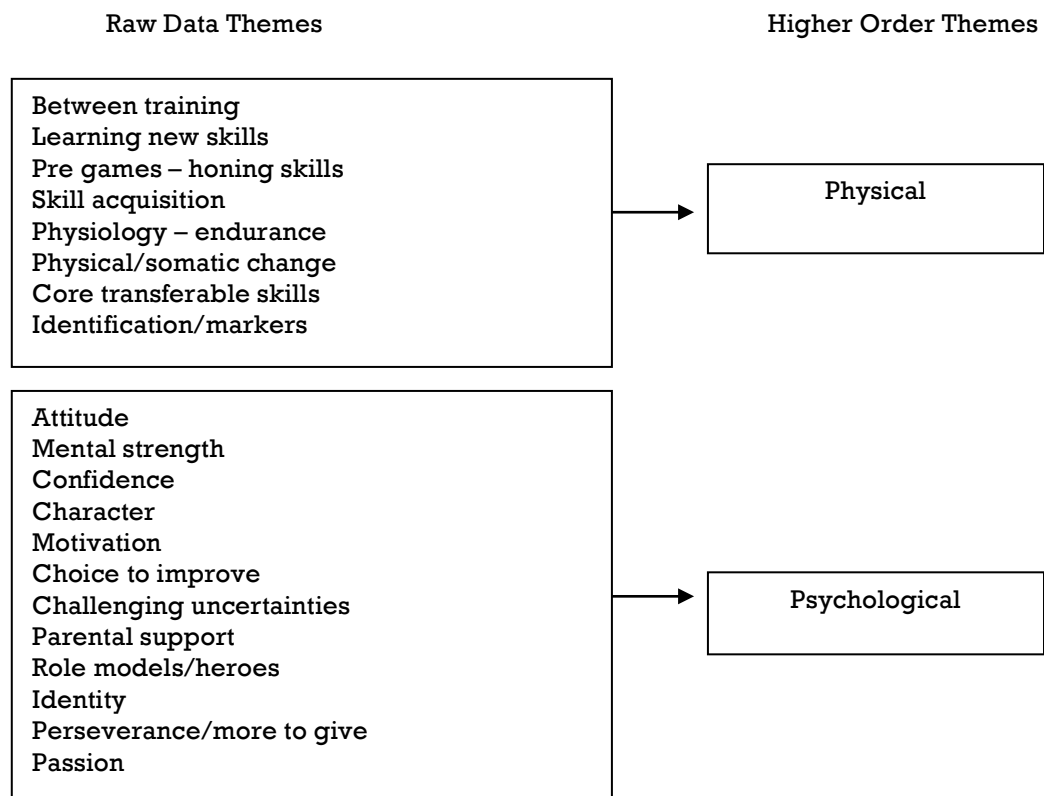 Raw Data Themes
Higher Order Themes
Between training
Learning new skills
Pre games – honing skills
Skill acquisition
Physiology – endurance
Physical/somatic change
Core transferable skills
Identification/markers
Physical
Attitude
Mental strength
Confidence
Character
Motivation
Choice to improve
Challenging uncertainties
Parental support
Role models/heroes
Identity
Perseverance/more to give
Passion
Psychological